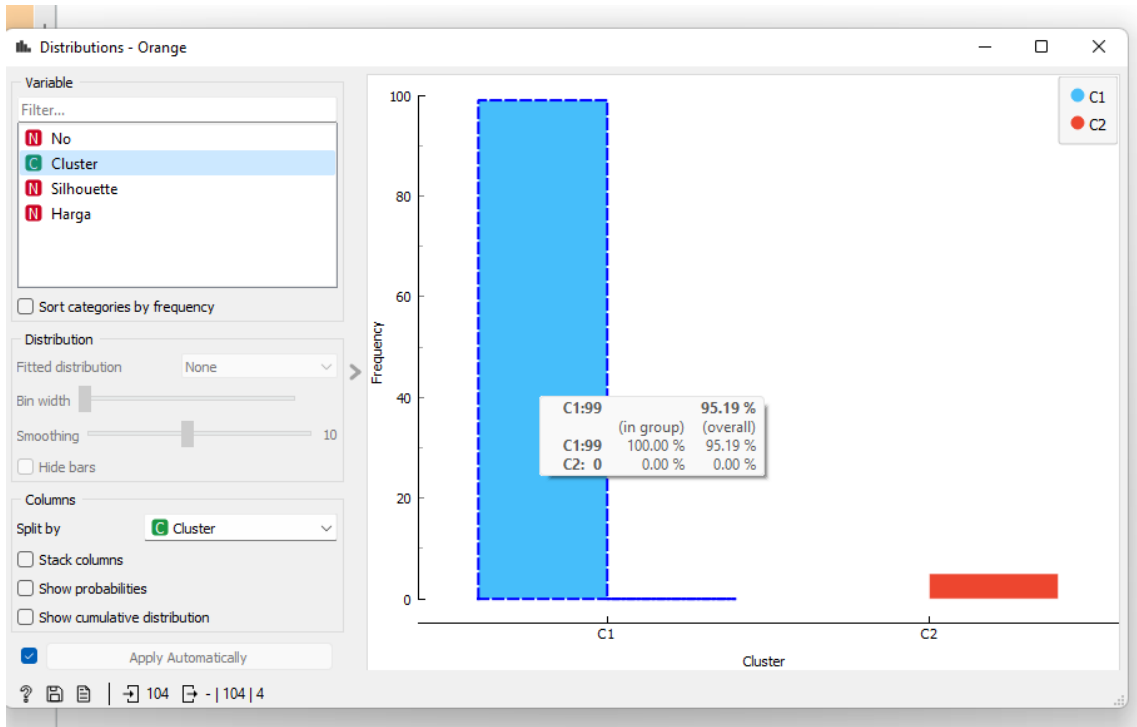 Distributions - Orange
Variable
Filter...
N No
C Cluster
N Silhouette
N Harga
Sort categories by frequency
Distribution
Fitted distribution None
Bin width
Smoothing 10
Hide bars
Columns
Split by C Cluster
Stack columns
Show probabilities
Show cumulative distribution
Apply Automatically
? 104 - | 104 | 4
100
80
60
40
20
0
Frequency
C1:99 95.19 %
(in group) (overall)
C1:99 100.00 % 95.19 %
C2: 0 0.00 % 0.00 %
C1
C2
C1 C2
Cluster